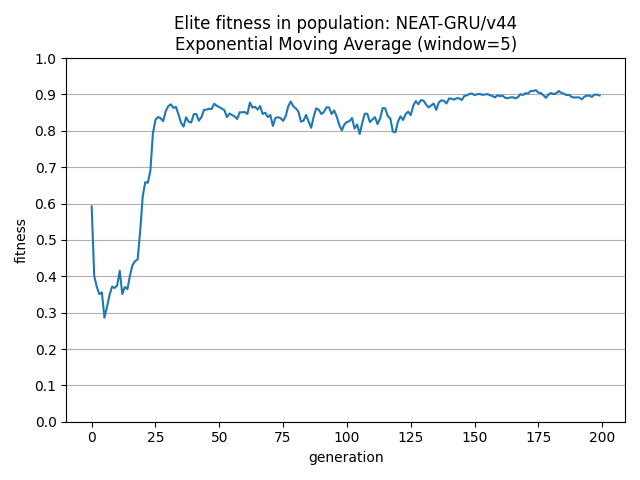 Elite fitness in population: NEAT-GRU/v44
Exponential Moving Average (window=5)
1.0
0.9
0.8
0.7
0.6
0.5
0.4
0.3
0.2
0.1
0.0
fitness
0 25 50 75 100 125 150 175 200
generation